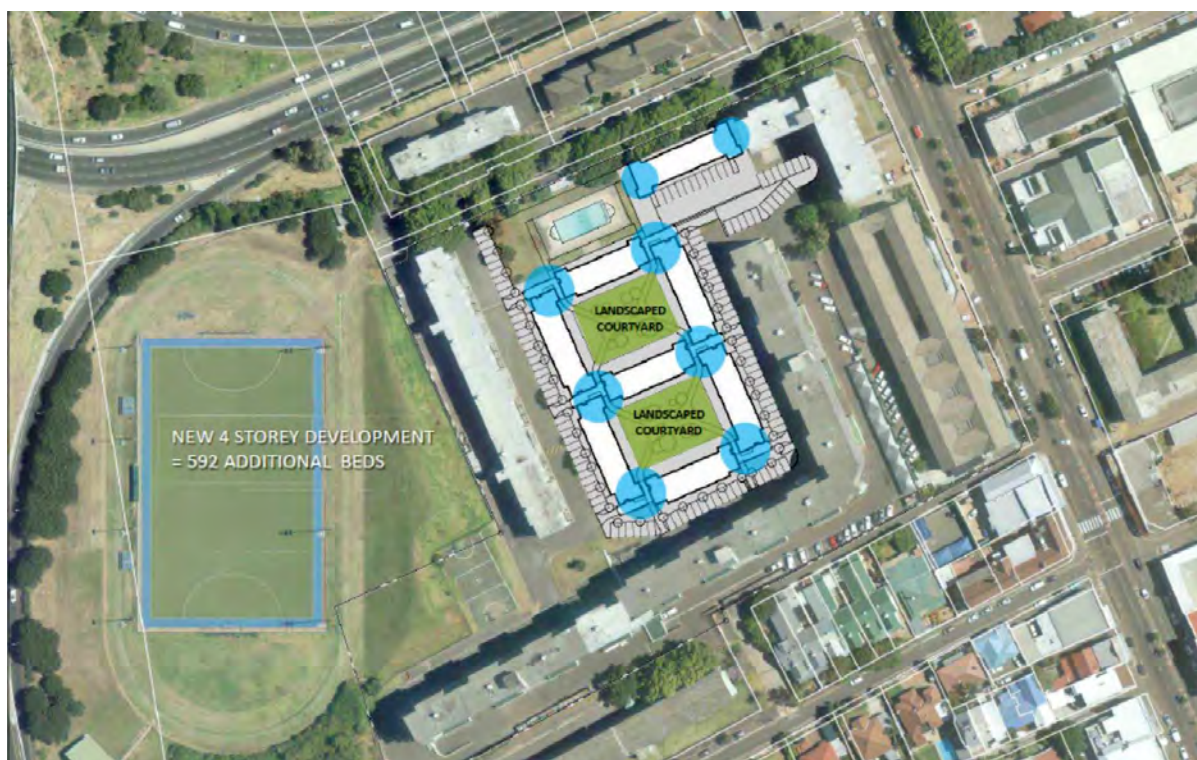 LANDSCAPED
COURTYARD
LANDSCAPED
COURTYARD
NEW 4 STOREY DEVELOPMENT
= 592 ADDITIONAL BEDS